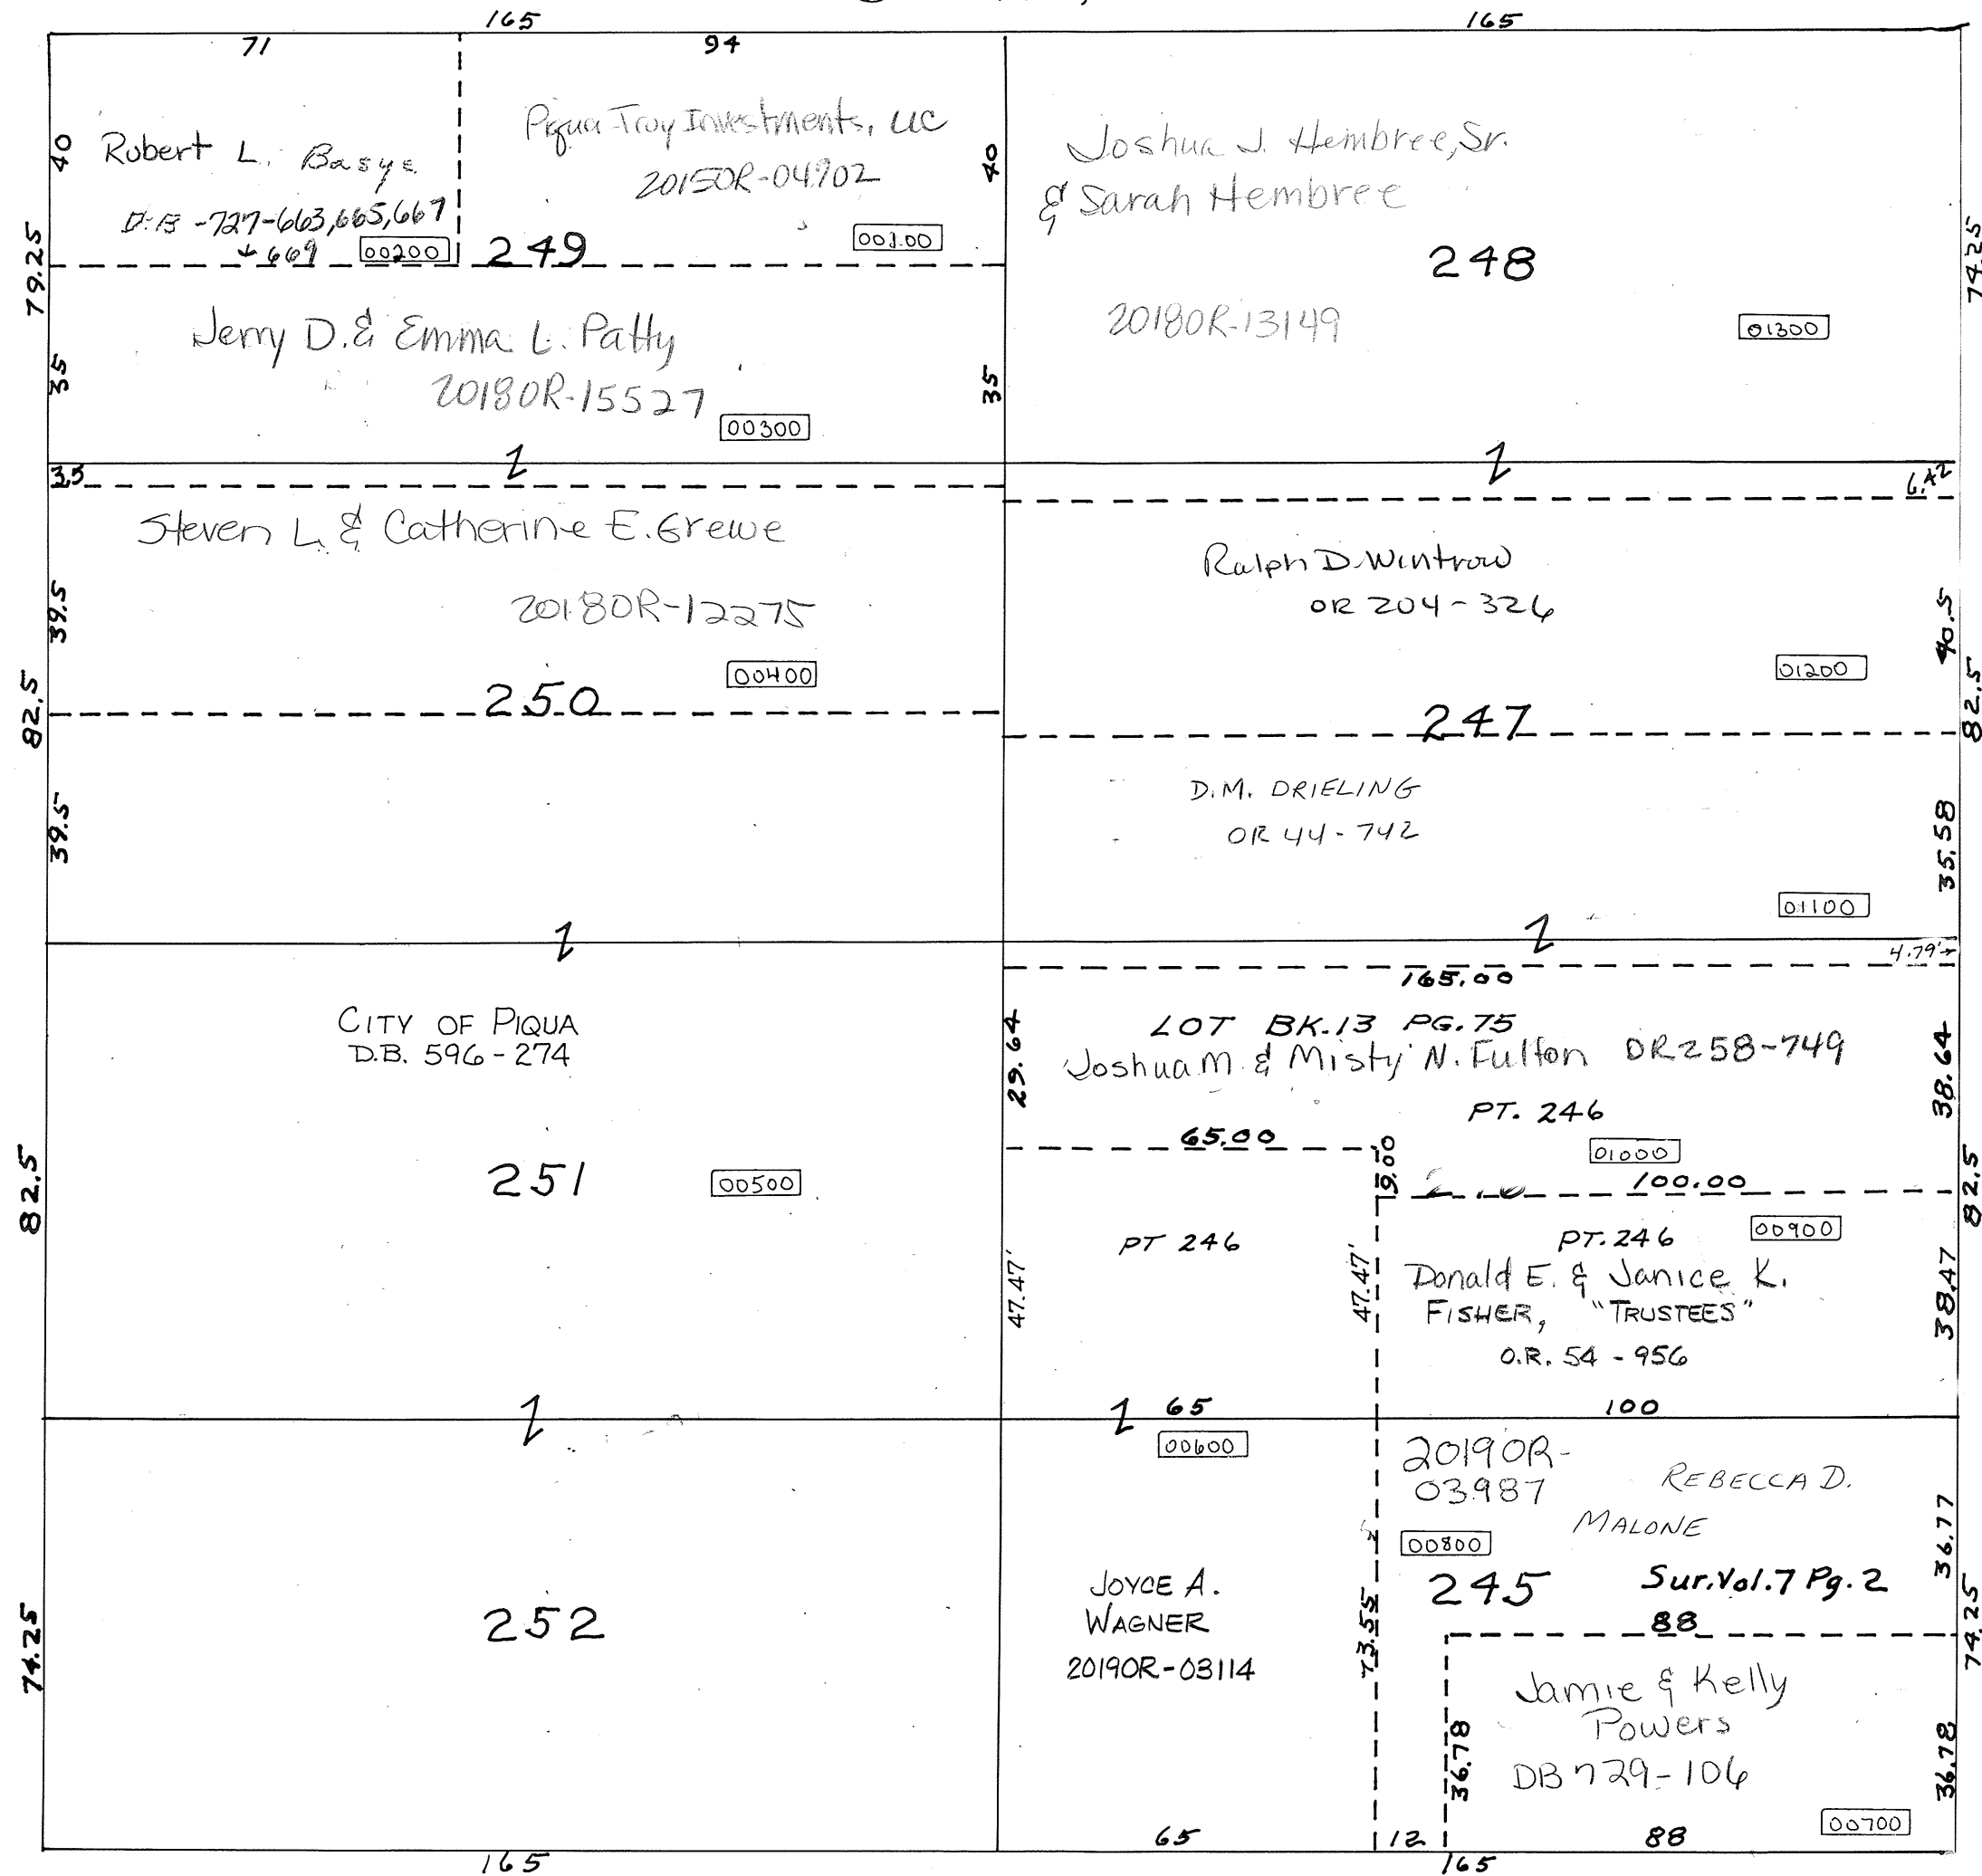 165
165
71
94
40
Robert L. Basye
D.B -727-663,665,667
↓ 669
00200
Piqua Troy Investments, LLC
2015OR-04902
40
249
00100
79.25
Joshua J. Hembree, Sr.
& Sarah Hembree
248
2018OR-13149
01300
74.25
35
Jerry D. & Emma L. Patty
2018OR-15527
00300
35
3.5
6.42
Steven L. & Catherine E. Grewe
2018OR-12275
39.5
00400
82.5
250
39.5
Ralph D. Wintrow
OR 204-326
40.5
01200
82.5
247
D.M. DRIELING
OR 44-742
35.58
01100
4.79'
CITY OF PIQUA
D.B. 596-274
82.5
251
00500
165.00
29.64
LOT BK.13 PG.75
Joshua M. & Misty N. Fulton OR 258-749
38.64
PT. 246
65.00
9.00
01000
100.00
82.5
PT 246
47.47'
47.47'
PT. 246
00900
Donald E. & Janice K.
FISHER, "TRUSTEES"
O.R. 54-956
38.47
65
100
00600
2019OR-
03987
REBECCA D.
MALONE
36.77
00800
245
Sur. Vol. 7 Pg. 2
88
74.25
252
74.25
JOYCE A.
WAGNER
2019OR-03114
73.55
Jamie & Kelly
Powers
DB 729-106
36.78
36.78
00700
65
12
88
165
165